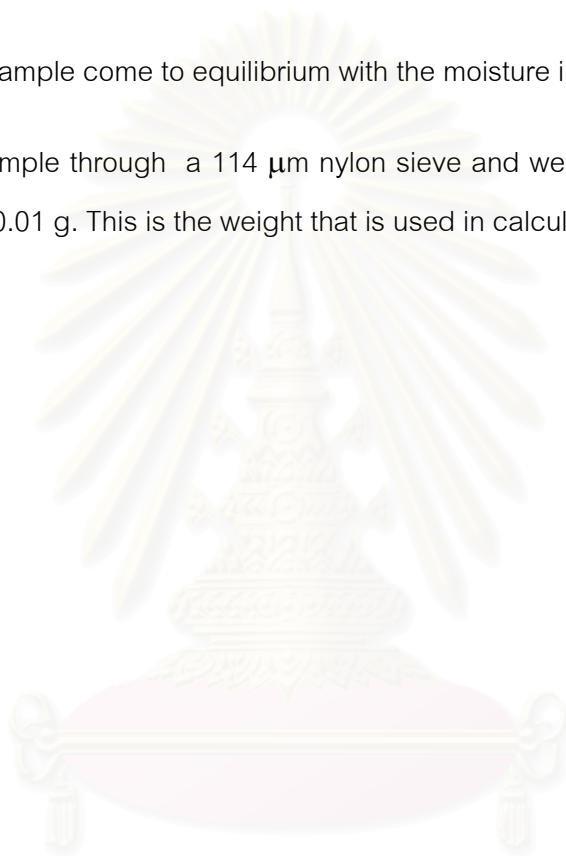 ample come to equilibrium with the moisture i
mple through a 114 µm nylon sieve and we
0.01 g. This is the weight that is used in calcul